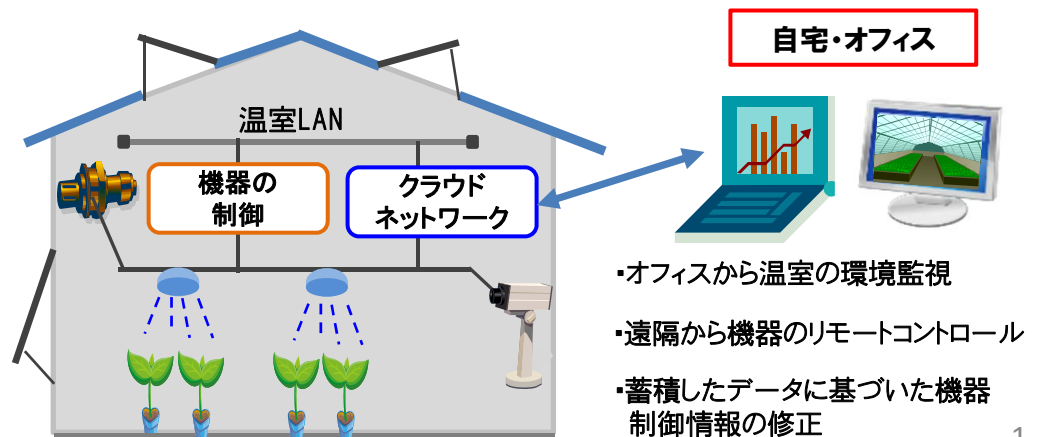 自宅・オフィス
温室LAN
機器の
制御
クラウド
ネットワーク
・オフィスから温室の環境監視
・遠隔から機器のリモートコントロール
・蓄積したデータに基づいた機器
制御情報の修正
1